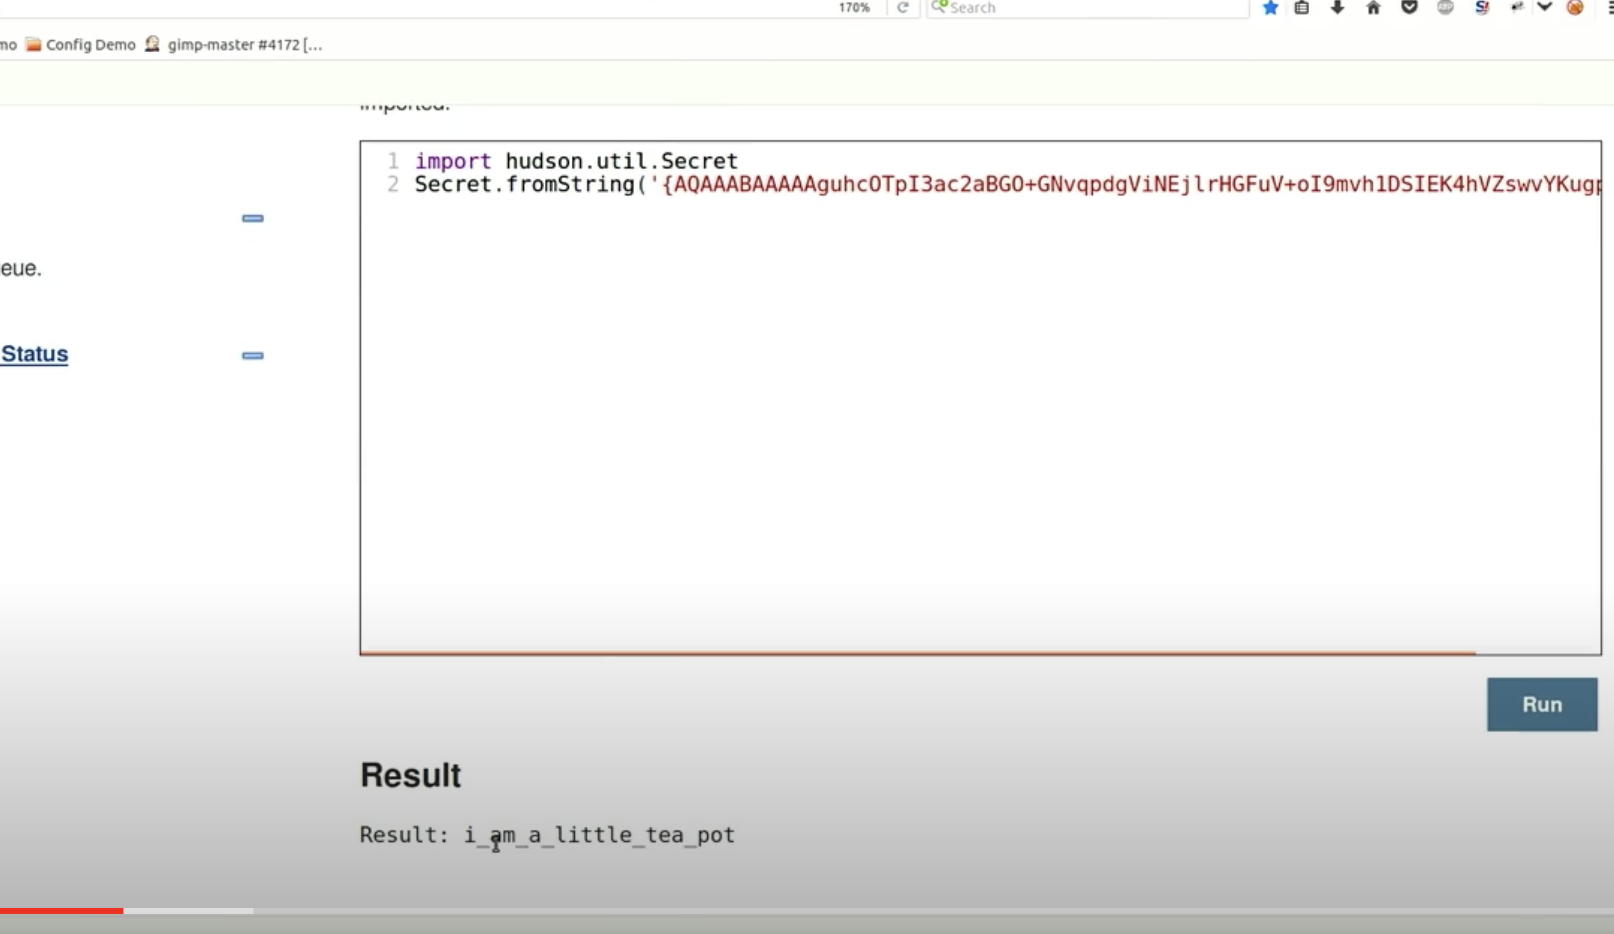 170%
Search
mo Config Demo gimp-master #4172 [...
imported.
1 import hudson.util.Secret
2 Secret.fromString('{AQAAABAAAAAguhcOTpI3ac2aBGO+GNvqpdgViNEjlrHGFuV+oI9mvh1DSIEK4hVZswvYKugp
eue.
Status
Run
Result
Result: i_am_a_little_tea_pot